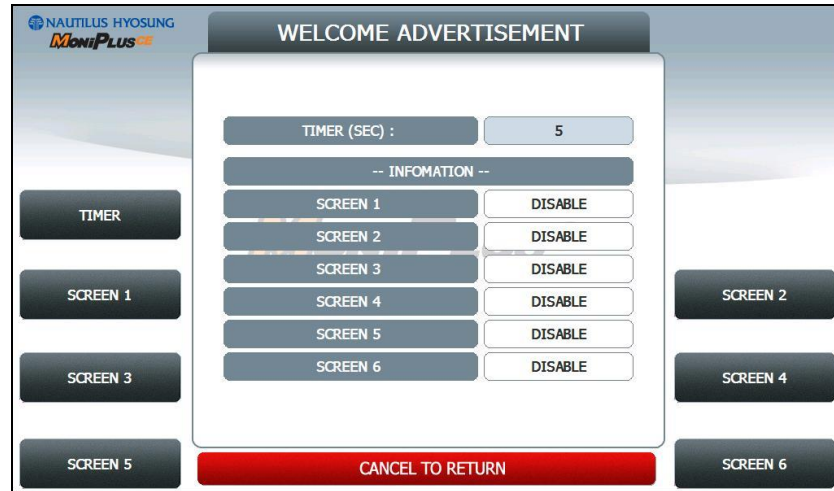 NAUTILUS HYOSUNG
MoniPlusCE
WELCOME ADVERTISEMENT
TIMER (SEC) : 5
-- INFOMATION --
SCREEN 1 DISABLE
SCREEN 2 DISABLE
SCREEN 3 DISABLE
SCREEN 4 DISABLE
SCREEN 5 DISABLE
SCREEN 6 DISABLE
TIMER
SCREEN 1
SCREEN 2
SCREEN 3
SCREEN 4
SCREEN 5
CANCEL TO RETURN
SCREEN 6